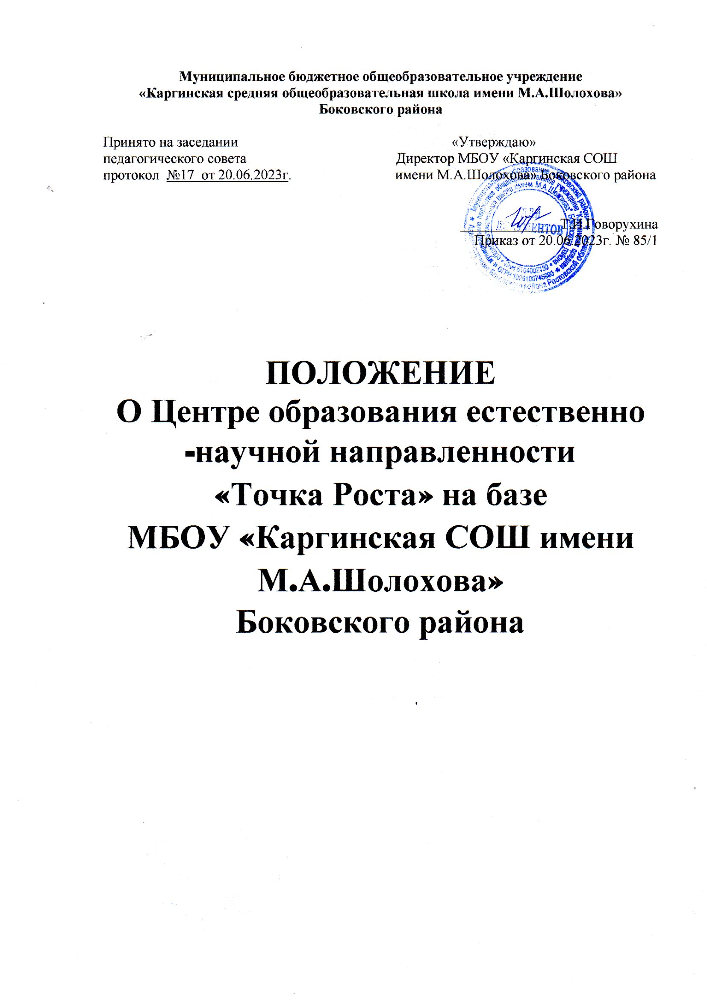 Муниципальное бюджетное общеобразовательное учреждение
«Каргинская средняя общеобразовательная школа имени М.А.Шолохова»
Боковского района
Принято на заседании
педагогического совета
протокол №17 от 20.06.2023г.
«Утверждаю»
Директор МБОУ «Каргинская СОШ
имени М.А.Шолохова» Боковского района
Т.И.Говорухина
Приказ от 20.06.2023г. № 85/1
ПОЛОЖЕНИЕ
О Центре образования естественно
-научной направленности
«Точка Роста» на базе
МБОУ «Каргинская СОШ имени
М.А.Шолохова»
Боковского района